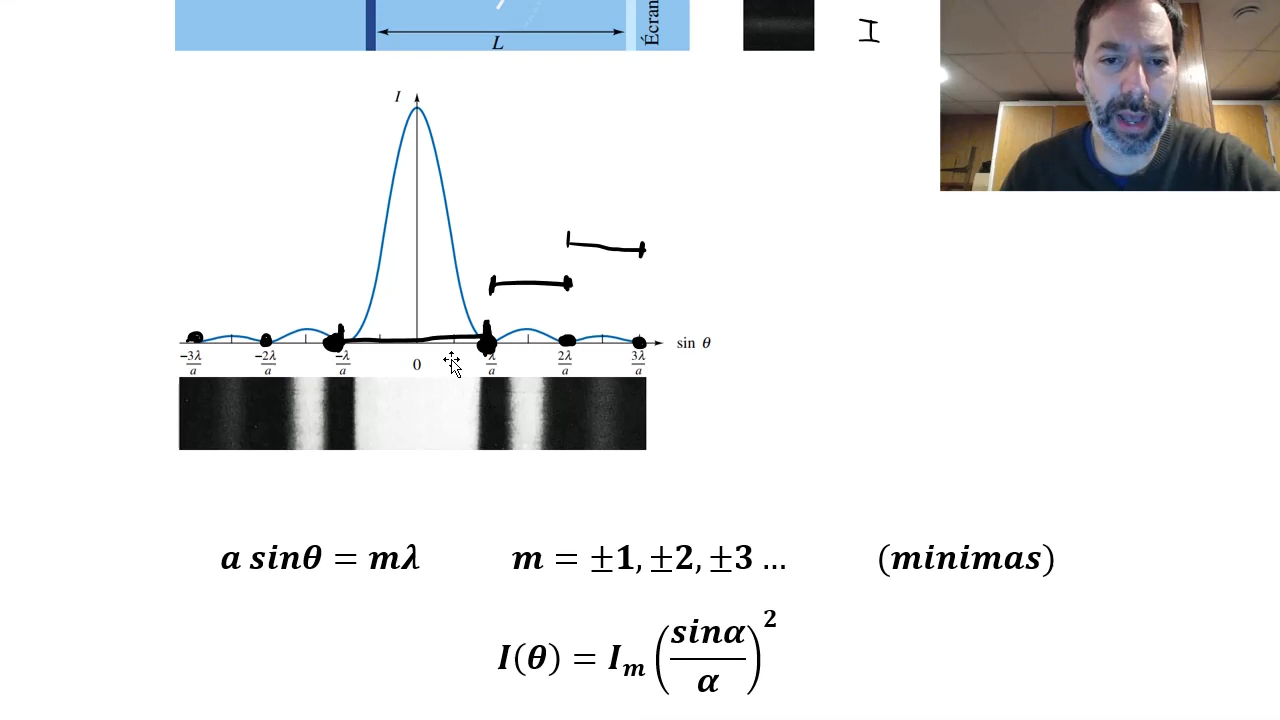 L
Écran
I
I
sin θ
−3λ/a −2λ/a −λ/a 0 λ/a 2λ/a 3λ/a
a sinθ = mλ m = ±1, ±2, ±3 … (minimas)
I(θ) = I_m (sinα/α)²